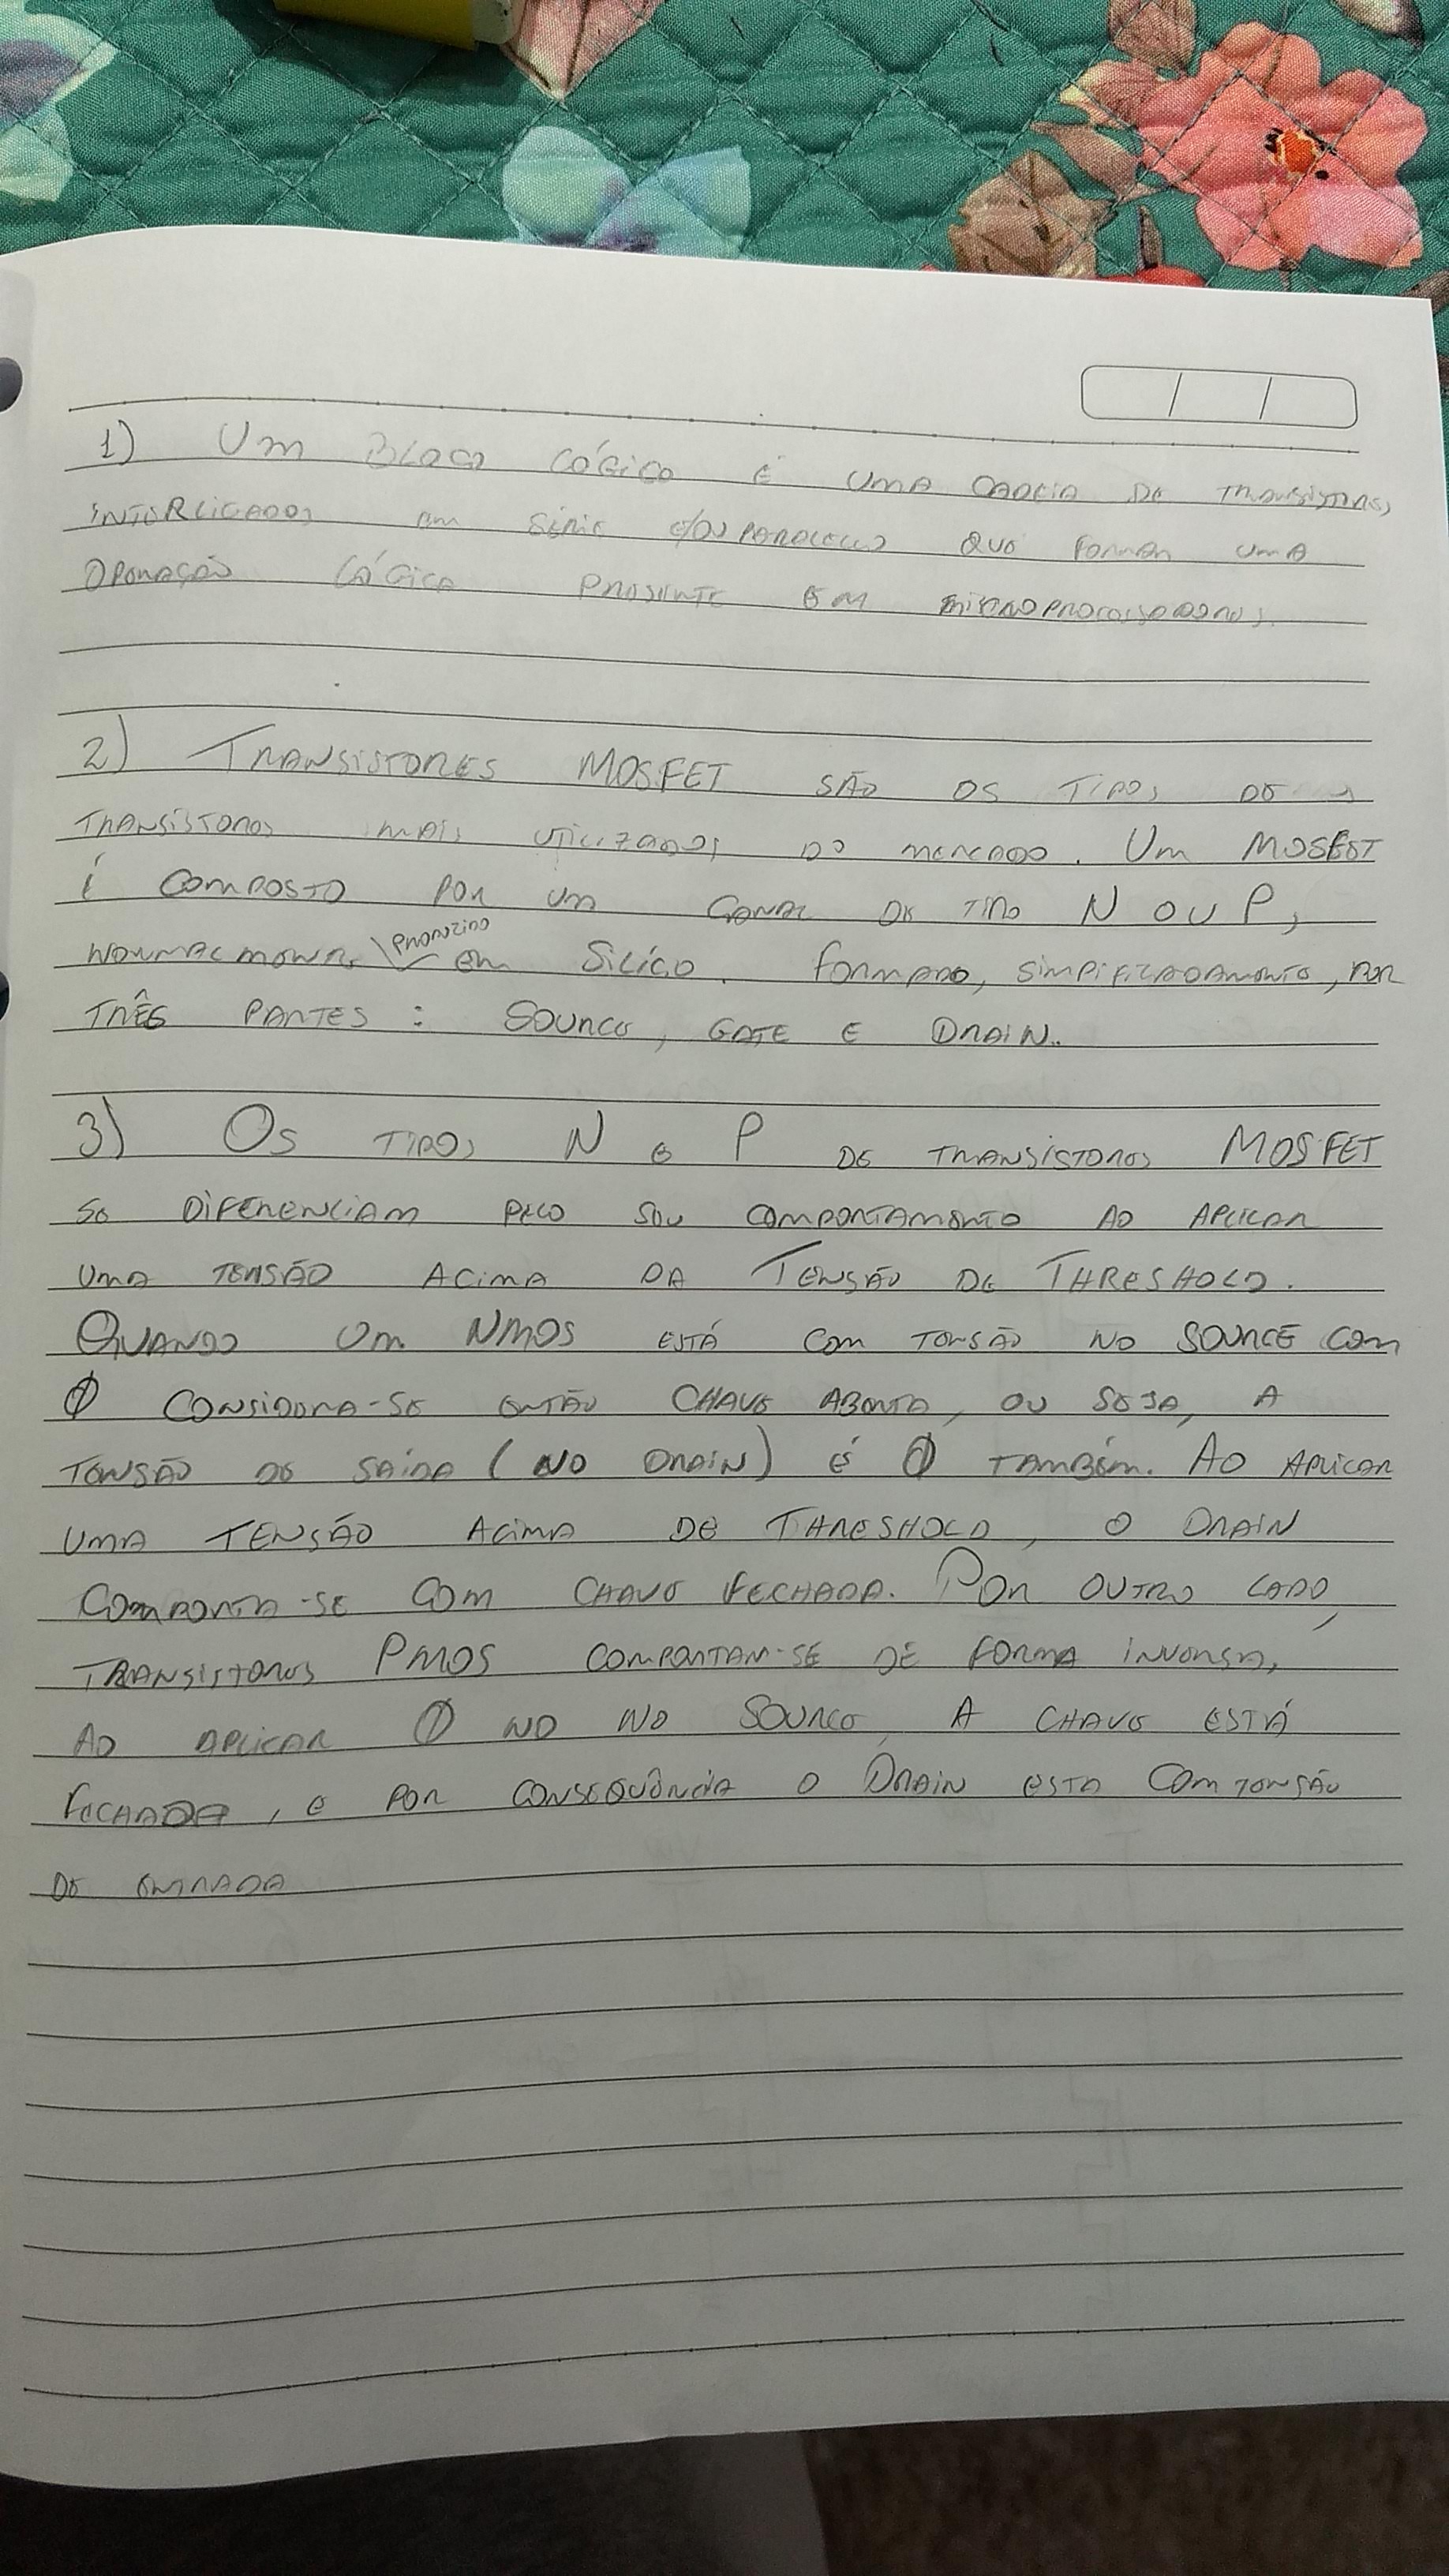 1) Um Bloco Lógico é uma cadeia de transistores
interligados em série e/ou paralelo que formam uma
operação lógica presente em microprocessadores.
2) Transistores MOSFET são os tipos de
transistores mais utilizados do mercado. Um MOSFET
é composto por um canal de tipo N ou P,
normalmente produzido em Silíco. Formado, simplifizadamente, por
três partes: Source, Gate e Drain..
3) Os tipos N e P de transistores MOSFET
se diferenciam pelo seu comportamento ao aplicar
uma tensão acima da Tensão de Threshold.
Quando um NMOS está com tensão no source com
0 considera-se então chave aberta, ou seja, a
tensão de saída (no Drain) é 0 também. Ao aplicar
uma tensão acima de Threshold, o Drain
comporta-se com chave fechada. Por outro lado,
transistores PMOS comportam-se de forma inversa,
Ao aplicar 0 no no source, a chave está
fechada, e por consequência o Drain esta com tensão
de entrada